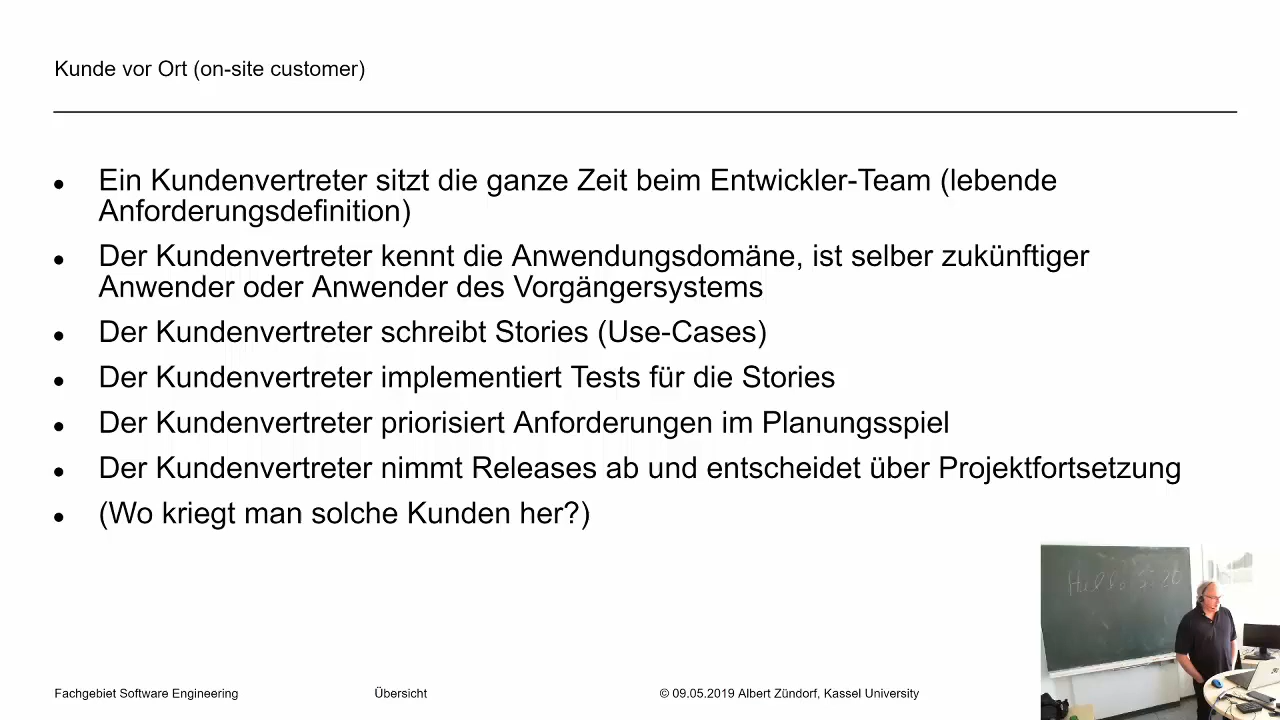 Kunde vor Ort (on-site customer)
Ein Kundenvertreter sitzt die ganze Zeit beim Entwickler-Team (lebende
Anforderungsdefinition)
Der Kundenvertreter kennt die Anwendungsdomäne, ist selber zukünftiger
Anwender oder Anwender des Vorgängersystems
Der Kundenvertreter schreibt Stories (Use-Cases)
Der Kundenvertreter implementiert Tests für die Stories
Der Kundenvertreter priorisiert Anforderungen im Planungsspiel
Der Kundenvertreter nimmt Releases ab und entscheidet über Projektfortsetzung
(Wo kriegt man solche Kunden her?)
Fachgebiet Software Engineering
Übersicht
© 09.05.2019 Albert Zündorf, Kassel University